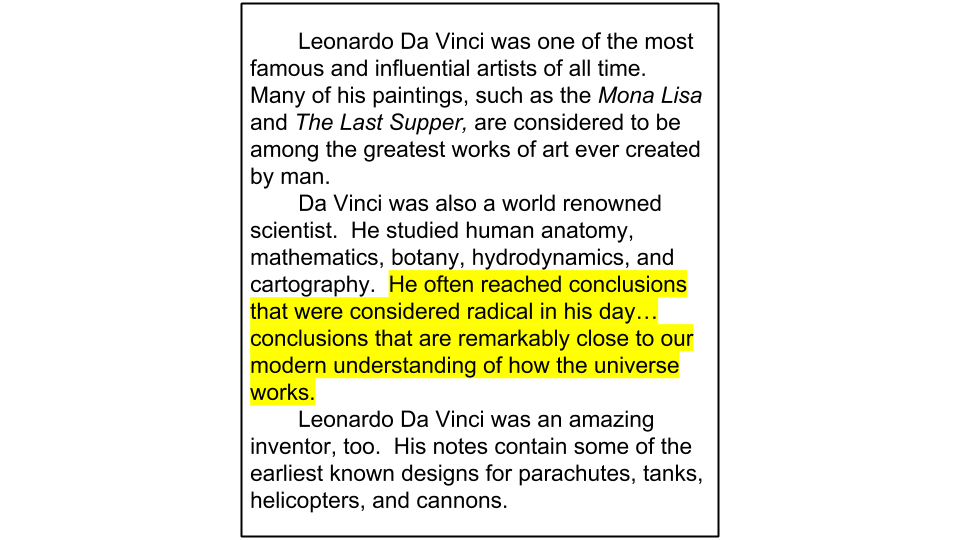 Leonardo Da Vinci was one of the most
famous and influential artists of all time.
Many of his paintings, such as the Mona Lisa
and The Last Supper, are considered to be
among the greatest works of art ever created
by man.
Da Vinci was also a world renowned
scientist.  He studied human anatomy,
mathematics, botany, hydrodynamics, and
cartography.  He often reached conclusions
that were considered radical in his day…
conclusions that are remarkably close to our
modern understanding of how the universe
works.
Leonardo Da Vinci was an amazing
inventor, too.  His notes contain some of the
earliest known designs for parachutes, tanks,
helicopters, and cannons.